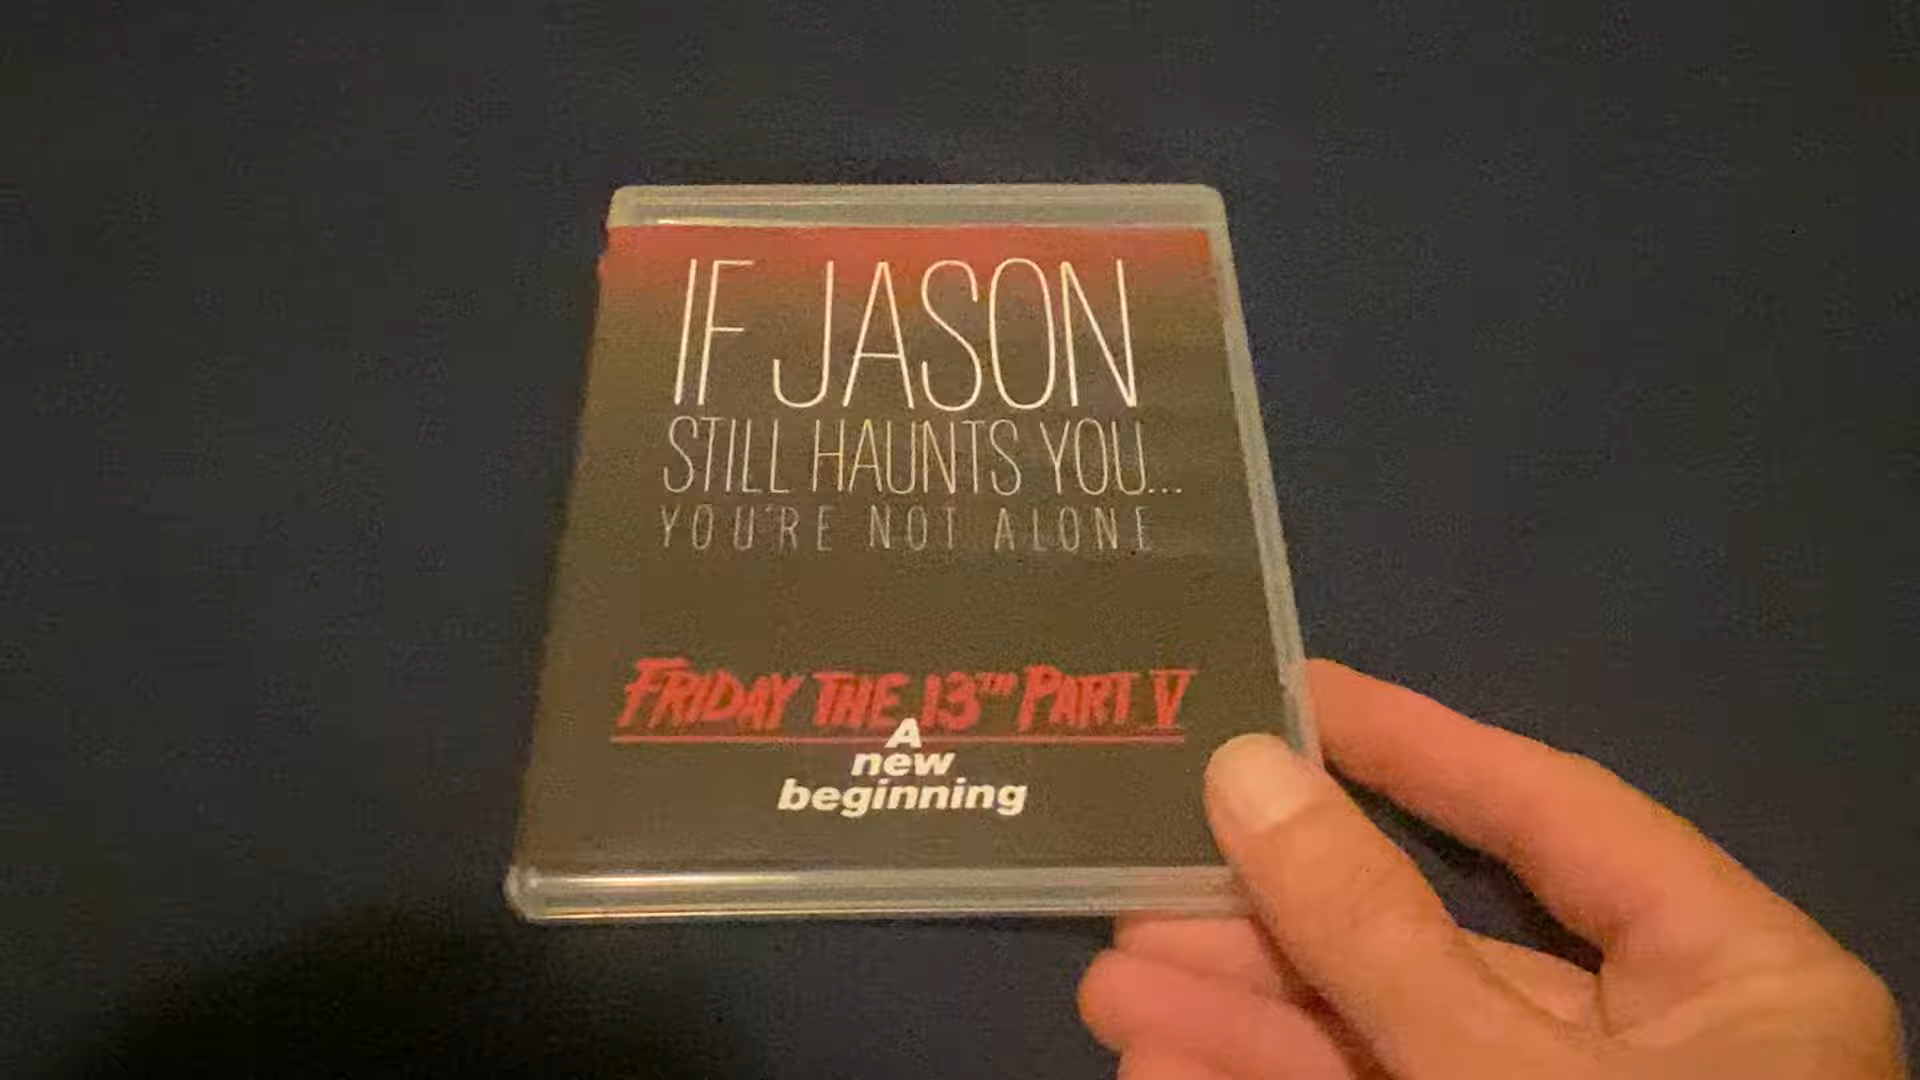 IF JASON
STILL HAUNTS YOU...
YOU'RE NOT ALONE
FRIDAY THE 13TH PART V
A
new
beginning